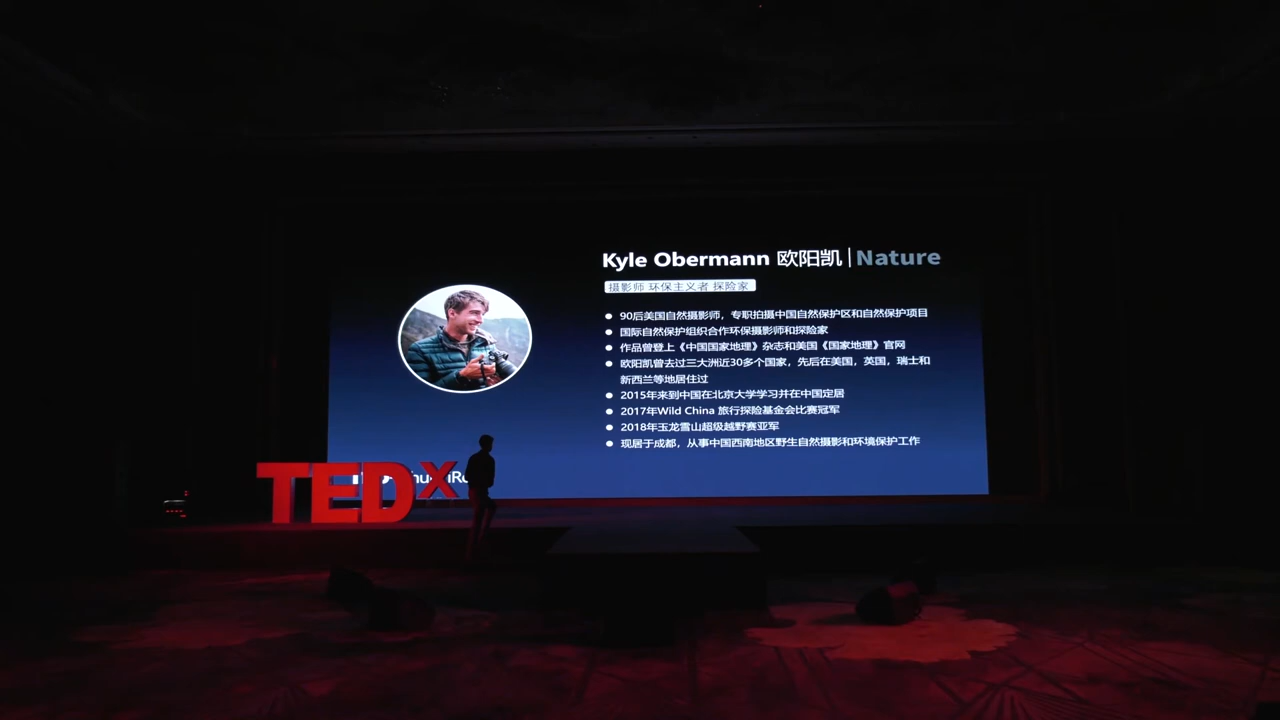 Kyle Obermann 欧阳凯|Nature
摄影师 环保主义者 探险家
● 90后美国自然摄影师，专职拍摄中国自然保护区和自然保护项目
● 国际自然保护组织合作环保摄影师和探险家
● 作品曾登上《中国国家地理》杂志和美国《国家地理》官网
● 欧阳凯曾去过三大洲近30多个国家，先后在美国，英国，瑞士和
新西兰等地居住过
● 2015年来到中国在北京大学学习并在中国定居
● 2017年Wild China 旅行探险基金会比赛冠军
● 2018年玉龙雪山超级越野赛亚军
● 现居于成都，从事中国西南地区野生自然摄影和环境保护工作
TEDx